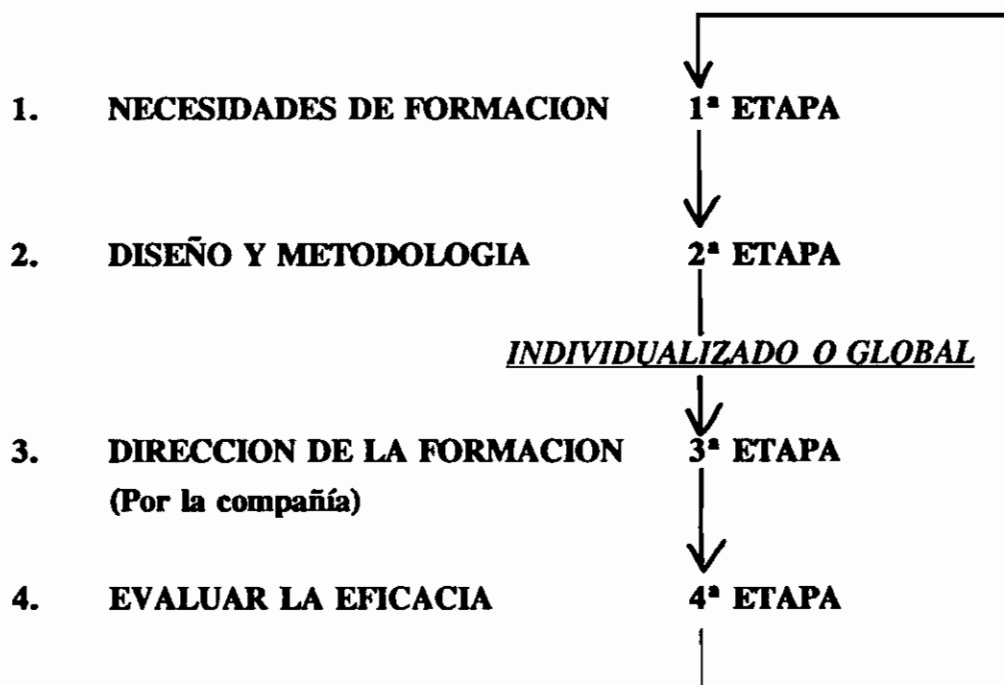 1. NECESIDADES DE FORMACION 1ª ETAPA
2. DISEÑO Y METODOLOGIA 2ª ETAPA
INDIVIDUALIZADO O GLOBAL
3. DIRECCION DE LA FORMACION 3ª ETAPA
(Por la compañía)
4. EVALUAR LA EFICACIA 4ª ETAPA